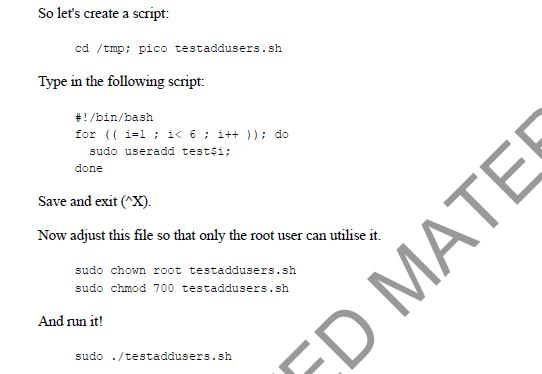 So let's create a script:
cd /tmp; pico testaddusers.sh
Type in the following script:
#!/bin/bash
for (( i=1 ; i< 6 ; i++ )); do
sudo useradd test$i;
done
Save and exit (^X).
Now adjust this file so that only the root user can utilise it.
sudo chown root testaddusers.sh
sudo chmod 700 testaddusers.sh
And run it!
sudo ./testaddusers.sh